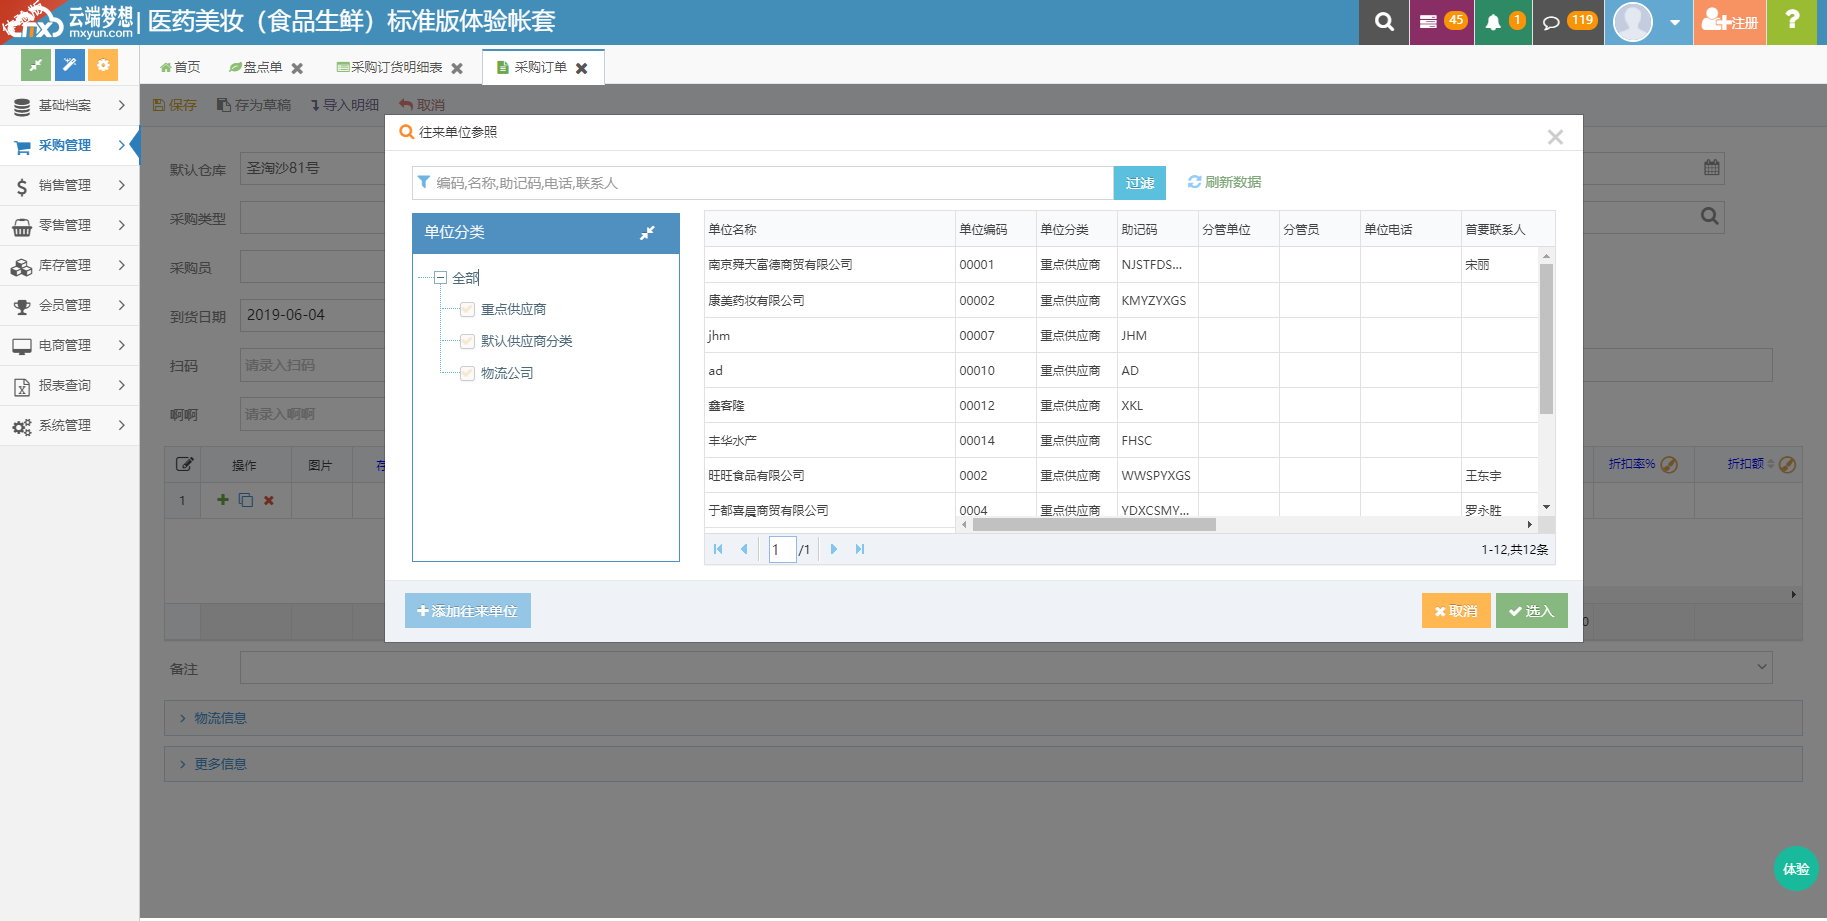 体验版
云端梦想
mxyun.com
医药美妆（食品生鲜）标准版体验帐套
45
1
119
注册
?
首页
盘点单
采购订货明细表
采购订单
基础档案
采购管理
销售管理
零售管理
库存管理
会员管理
电商管理
报表查询
系统管理
保存
存为草稿
导入明细
取消
默认仓库
圣淘沙81号
采购类型
采购员
到货日期
2019-06-04
扫码
请录入扫码
啊啊
请录入啊啊
操作
图片
折扣率%
折扣额
1
0
往来单位参照
编码,名称,助记码,电话,联系人
过滤
刷新数据
单位分类
全部
重点供应商
默认供应商分类
物流公司
单位名称 单位编码 单位分类 助记码 分管单位 分管员 单位电话 首要联系人
南京舜天富德商贸有限公司 00001 重点供应商 NJSTFDS... 宋丽
康美药妆有限公司 00002 重点供应商 KMYZYXGS
jhm 00007 重点供应商 JHM
ad 00010 重点供应商 AD
鑫客隆 00012 重点供应商 XKL
丰华水产 00014 重点供应商 FHSC
旺旺食品有限公司 0002 重点供应商 WWSPYXGS 王东宇
于都喜晨商贸有限公司 0004 重点供应商 YDXCSMY... 罗永胜
1 /1
1-12,共12条
添加往来单位
取消
选入
备注
物流信息
更多信息
体验